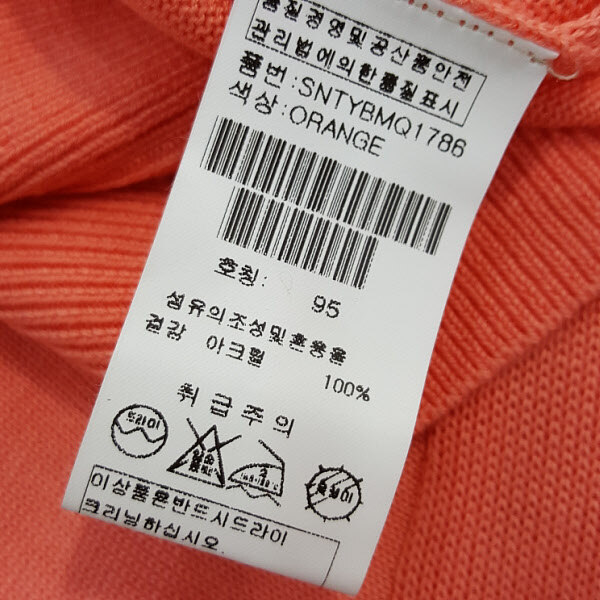 품질경영및공산품안전
관리법에의한품질표시
품번:SNTYBMQ1786
색상:ORANGE
호칭: 95
섬유의조성및혼용율
겉감 아크릴 100%
취급주의
드라이
이상품은반드시드라이
크리닝하십시오